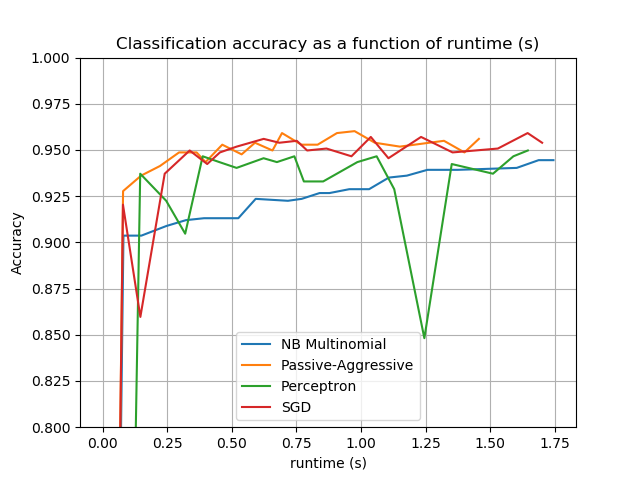 Classification accuracy as a function of runtime (s)
1.000
0.975
0.950
0.925
0.900
0.875
0.850
0.825
0.800
Accuracy
NB Multinomial
Passive-Aggressive
Perceptron
SGD
0.00 0.25 0.50 0.75 1.00 1.25 1.50 1.75
runtime (s)